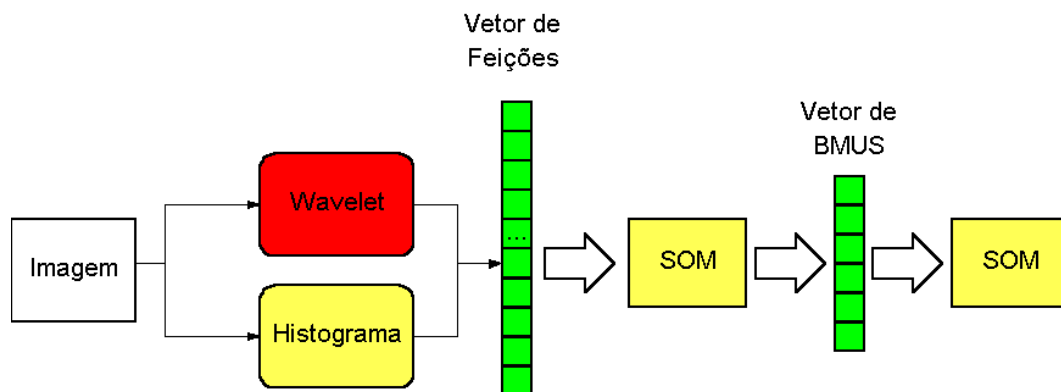 Vetor de
Feições
Vetor de
BMUS
Wavelet
...
Imagem
SOM
SOM
Histograma